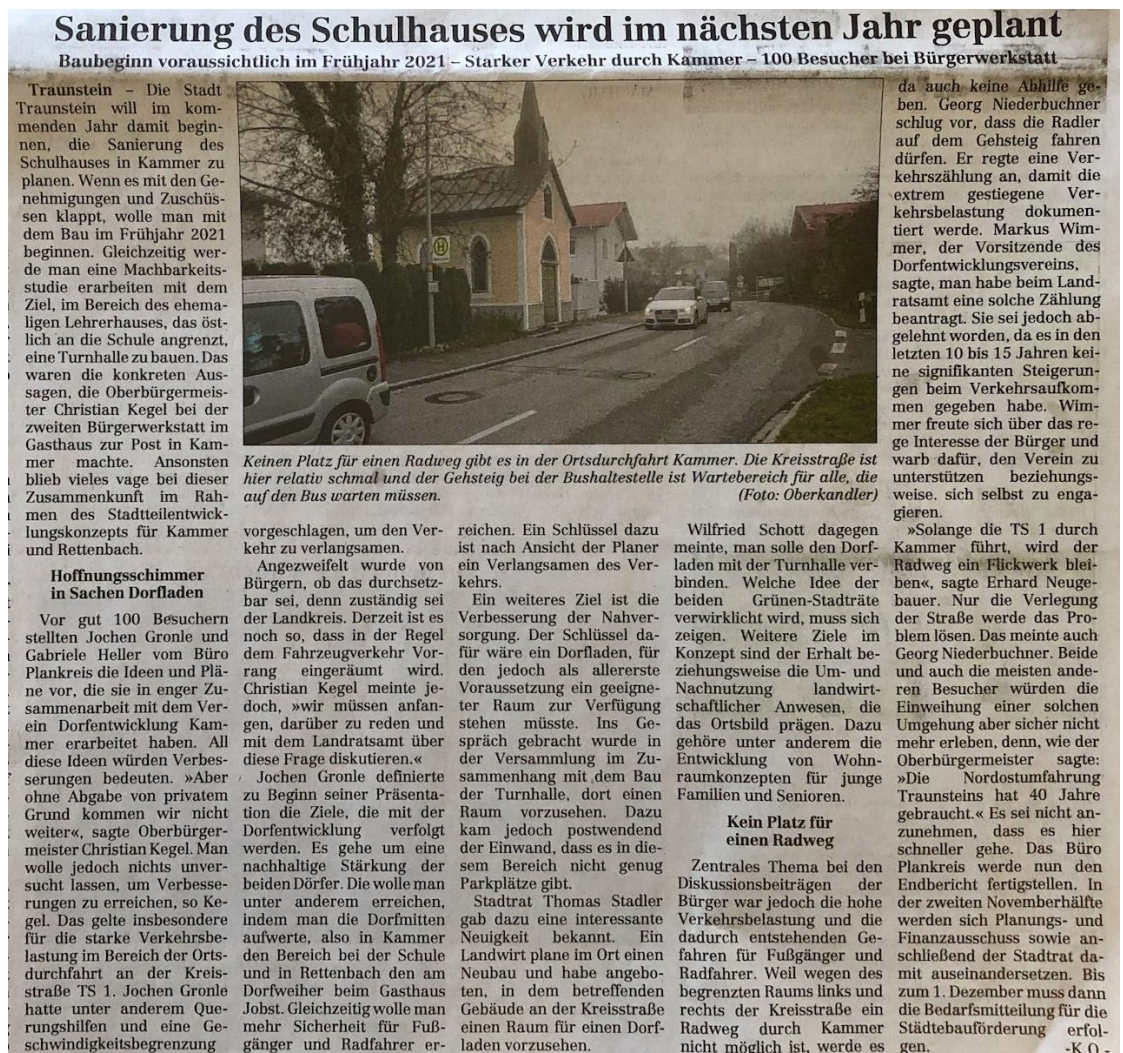 Sanierung des Schulhauses wird im nächsten Jahr geplant
Baubeginn voraussichtlich im Frühjahr 2021 – Starker Verkehr durch Kammer – 100 Besucher bei Bürgerwerkstatt
Traunstein – Die Stadt
Traunstein will im kom-
menden Jahr damit begin-
nen, die Sanierung des
Schulhauses in Kammer zu
planen. Wenn es mit den Ge-
nehmigungen und Zuschüs-
sen klappt, wolle man mit
dem Bau im Frühjahr 2021
beginnen. Gleichzeitig wer-
de man eine Machbarkeits-
studie erarbeiten mit dem
Ziel, im Bereich des ehema-
ligen Lehrerhauses, das öst-
lich an die Schule angrenzt,
eine Turnhalle zu bauen. Das
waren die konkreten Aus-
sagen, die Oberbürgermeis-
ter Christian Kegel bei der
zweiten Bürgerwerkstatt im
Gasthaus zur Post in Kam-
mer machte. Ansonsten
blieb vieles vage bei dieser
Zusammenkunft im Rah-
men des Stadtteilentwick-
lungskonzepts für Kammer
und Rettenbach.
Hoffnungsschimmer
in Sachen Dorfladen
Vor gut 100 Besuchern
stellten Jochen Gronle und
Gabriele Heller vom Büro
Plankreis die Ideen und Plä-
ne vor, die sie in enger Zu-
sammenarbeit mit dem Ver-
ein Dorfentwicklung Kam-
mer erarbeitet haben. All
diese Ideen würden Verbes-
serungen bedeuten. »Aber
ohne Abgabe von privatem
Grund kommen wir nicht
weiter«, sagte Oberbürger-
meister Christian Kegel. Man
wolle jedoch nichts unver-
sucht lassen, um Verbesse-
rungen zu erreichen, so Ke-
gel. Das gelte insbesondere
für die starke Verkehrsbe-
lastung im Bereich der Orts-
durchfahrt an der Kreis-
straße TS 1. Jochen Gronle
hatte unter anderem Que-
rungshilfen und eine Ge-
schwindigkeitsbegrenzung
H
Keinen Platz für einen Radweg gibt es in der Ortsdurchfahrt Kammer. Die Kreisstraße ist
hier relativ schmal und der Gehsteig bei der Bushaltestelle ist Wartebereich für alle, die
auf den Bus warten müssen. (Foto: Oberkandler)
vorgeschlagen, um den Ver-
kehr zu verlangsamen.
Angezweifelt wurde von
Bürgern, ob das durchsetz-
bar sei, denn zuständig sei
der Landkreis. Derzeit ist es
noch so, dass in der Regel
dem Fahrzeugverkehr Vor-
rang eingeräumt wird.
Christian Kegel meinte je-
doch, »wir müssen anfan-
gen, darüber zu reden und
mit dem Landratsamt über
diese Frage diskutieren.«
Jochen Gronle definierte
zu Beginn seiner Präsenta-
tion die Ziele, die mit der
Dorfentwicklung verfolgt
werden. Es gehe um eine
nachhaltige Stärkung der
beiden Dörfer. Die wolle man
unter anderem erreichen,
indem man die Dorfmitten
aufwerte, also in Kammer
den Bereich bei der Schule
und in Rettenbach den am
Dorfweiher beim Gasthaus
Jobst. Gleichzeitig wolle man
mehr Sicherheit für Fuß-
gänger und Radfahrer er-
reichen. Ein Schlüssel dazu
ist nach Ansicht der Planer
ein Verlangsamen des Ver-
kehrs.
Ein weiteres Ziel ist die
Verbesserung der Nahver-
sorgung. Der Schlüssel da-
für wäre ein Dorfladen, für
den jedoch als allererste
Voraussetzung ein geeigne-
ter Raum zur Verfügung
stehen müsste. Ins Ge-
spräch gebracht wurde in
der Versammlung im Zu-
sammenhang mit dem Bau
der Turnhalle, dort einen
Raum vorzusehen. Dazu
kam jedoch postwendend
der Einwand, dass es in die-
sem Bereich nicht genug
Parkplätze gibt.
Stadtrat Thomas Stadler
gab dazu eine interessante
Neuigkeit bekannt. Ein
Landwirt plane im Ort einen
Neubau und habe angebo-
ten, in dem betreffenden
Gebäude an der Kreisstraße
einen Raum für einen Dorf-
laden vorzusehen.
Wilfried Schott dagegen
meinte, man solle den Dorf-
laden mit der Turnhalle ver-
binden. Welche Idee der
beiden Grünen-Stadträte
verwirklicht wird, muss sich
zeigen. Weitere Ziele im
Konzept sind der Erhalt be-
ziehungsweise die Um- und
Nachnutzung landwirt-
schaftlicher Anwesen, die
das Ortsbild prägen. Dazu
gehöre unter anderem die
Entwicklung von Wohn-
raumkonzepten für junge
Familien und Senioren.
Kein Platz für
einen Radweg
Zentrales Thema bei den
Diskussionsbeiträgen der
Bürger war jedoch die hohe
Verkehrsbelastung und die
dadurch entstehenden Ge-
fahren für Fußgänger und
Radfahrer. Weil wegen des
begrenzten Raums links und
rechts der Kreisstraße ein
Radweg durch Kammer
nicht möglich ist, werde es
da auch keine Abhilfe ge-
ben. Georg Niederbuchner
schlug vor, dass die Radler
auf dem Gehsteig fahren
dürfen. Er regte eine Ver-
kehrszählung an, damit die
extrem gestiegene Ver-
kehrsbelastung dokumen-
tiert werde. Markus Wim-
mer, der Vorsitzende des
Dorfentwicklungsvereins,
sagte, man habe beim Land-
ratsamt eine solche Zählung
beantragt. Sie sei jedoch ab-
gelehnt worden, da es in den
letzten 10 bis 15 Jahren kei-
ne signifikanten Steigerun-
gen beim Verkehrsaufkom-
men gegeben habe. Wim-
mer freute sich über das re-
ge Interesse der Bürger und
warb dafür, den Verein zu
unterstützen beziehungs-
weise. sich selbst zu enga-
gieren.
»Solange die TS 1 durch
Kammer führt, wird der
Radweg ein Flickwerk blei-
ben«, sagte Erhard Neuge-
bauer. Nur die Verlegung
der Straße werde das Pro-
blem lösen. Das meinte auch
Georg Niederbuchner. Beide
und auch die meisten ande-
ren Besucher würden die
Einweihung einer solchen
Umgehung aber sicher nicht
mehr erleben, denn, wie der
Oberbürgermeister sagte:
»Die Nordostumfahrung
Traunsteins hat 40 Jahre
gebraucht.« Es sei nicht an-
zunehmen, dass es hier
schneller gehe. Das Büro
Plankreis werde nun den
Endbericht fertigstellen. In
der zweiten Novemberhälfte
werden sich Planungs- und
Finanzausschuss sowie an-
schließend der Stadtrat da-
mit auseinandersetzen. Bis
zum 1. Dezember muss dann
die Bedarfsmitteilung für die
Städtebauförderung erfol-
gen. -K.O.-